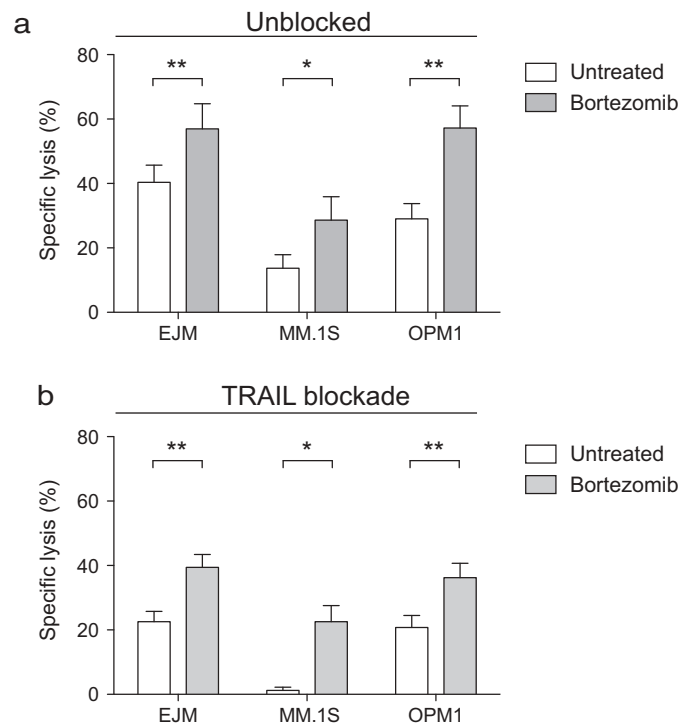 a
Unblocked
** * **
Untreated
Bortezomib
Specific lysis (%)
80
60
40
20
0
EJM MM.1S OPM1
b
TRAIL blockade
** * **
Untreated
Bortezomib
Specific lysis (%)
80
60
40
20
0
EJM MM.1S OPM1